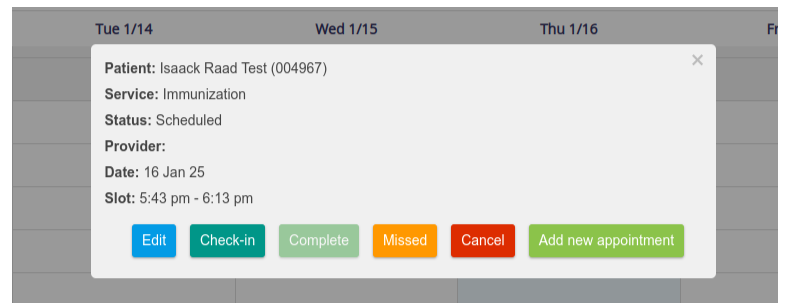 Tue 1/14 Wed 1/15 Thu 1/16
Patient: Isaack Raad Test (004967)
×
Service: Immunization
Status: Scheduled
Provider:
Date: 16 Jan 25
Slot: 5:43 pm - 6:13 pm
Edit Check-in Complete Missed Cancel Add new appointment